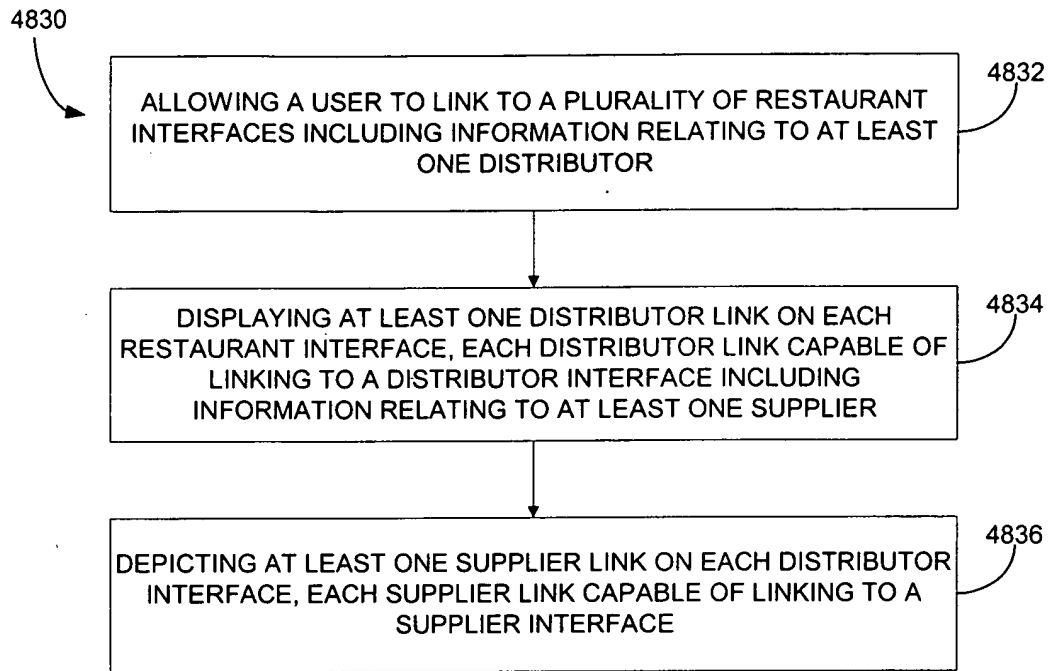 4830
4832
ALLOWING A USER TO LINK TO A PLURALITY OF RESTAURANT
INTERFACES INCLUDING INFORMATION RELATING TO AT LEAST
ONE DISTRIBUTOR
4834
DISPLAYING AT LEAST ONE DISTRIBUTOR LINK ON EACH
RESTAURANT INTERFACE, EACH DISTRIBUTOR LINK CAPABLE OF
LINKING TO A DISTRIBUTOR INTERFACE INCLUDING
INFORMATION RELATING TO AT LEAST ONE SUPPLIER
4836
DEPICTING AT LEAST ONE SUPPLIER LINK ON EACH DISTRIBUTOR
INTERFACE, EACH SUPPLIER LINK CAPABLE OF LINKING TO A
SUPPLIER INTERFACE